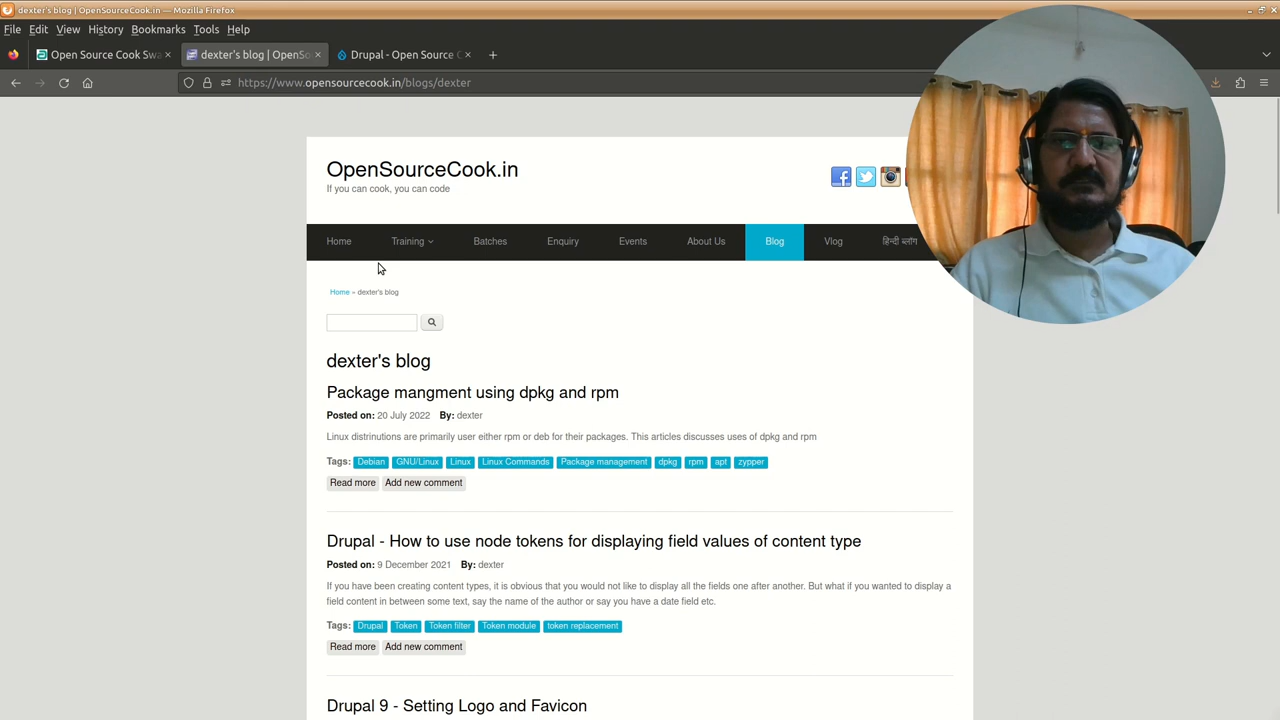 dexter's blog | OpenSourceCook.in — Mozilla Firefox
File Edit View History Bookmarks Tools Help
Open Source Cook Swa
dexter's blog | OpenSo
Drupal - Open Source C
https://www.opensourcecook.in/blogs/dexter
OpenSourceCook.in
If you can cook, you can code
Home Training Batches Enquiry Events About Us Blog Vlog हिन्दी ब्लॉग
Home » dexter's blog
dexter's blog
Package mangment using dpkg and rpm
Posted on: 20 July 2022 By: dexter
Linux distrinutions are primarily user either rpm or deb for their packages. This articles discusses uses of dpkg and rpm
Tags: Debian GNU/Linux Linux Linux Commands Package management dpkg rpm apt zypper
Read more Add new comment
Drupal - How to use node tokens for displaying field values of content type
Posted on: 9 December 2021 By: dexter
If you have been creating content types, it is obvious that you would not like to display all the fields one after another. But what if you wanted to display a
field content in between some text, say the name of the author or say you have a date field etc.
Tags: Drupal Token Token filter Token module token replacement
Read more Add new comment
Drupal 9 - Setting Logo and Favicon